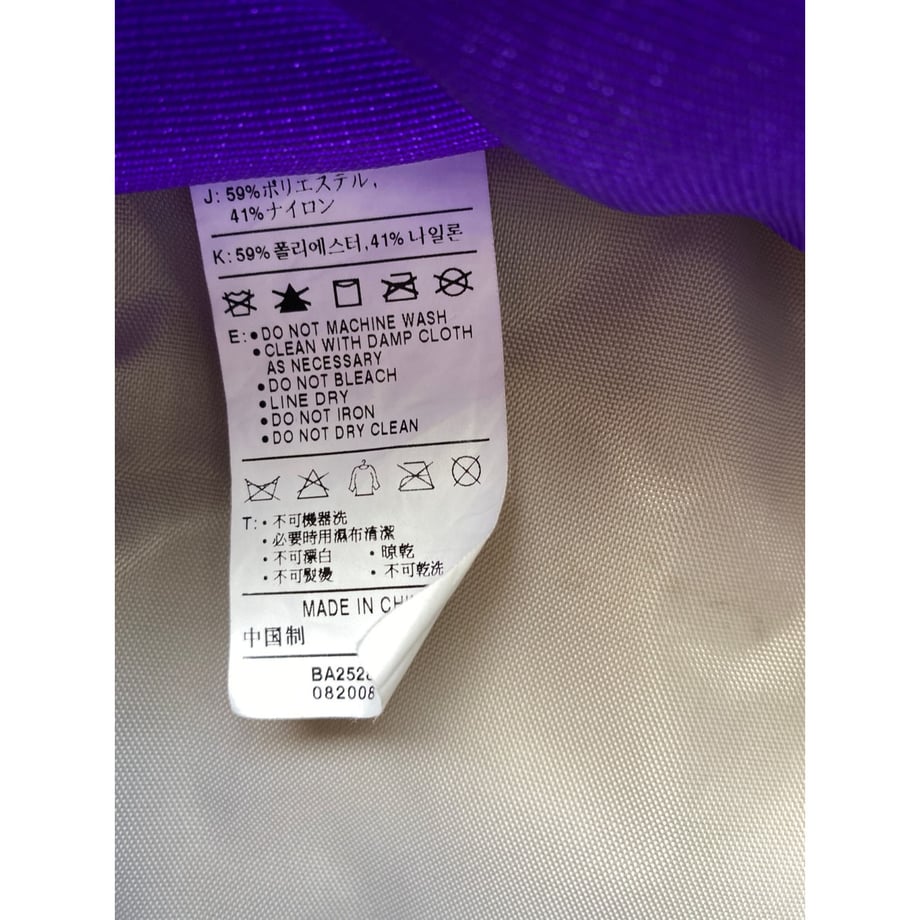 J: 59%ポリエステル,
41%ナイロン
K: 59% 폴리에스터, 41% 나일론
E: •DO NOT MACHINE WASH
•CLEAN WITH DAMP CLOTH
AS NECESSARY
•DO NOT BLEACH
•LINE DRY
•DO NOT IRON
•DO NOT DRY CLEAN
T: •不可機器洗
•必要時用濕布清潔
•不可漂白 •晾乾
•不可熨燙 •不可乾洗
MADE IN
中国制